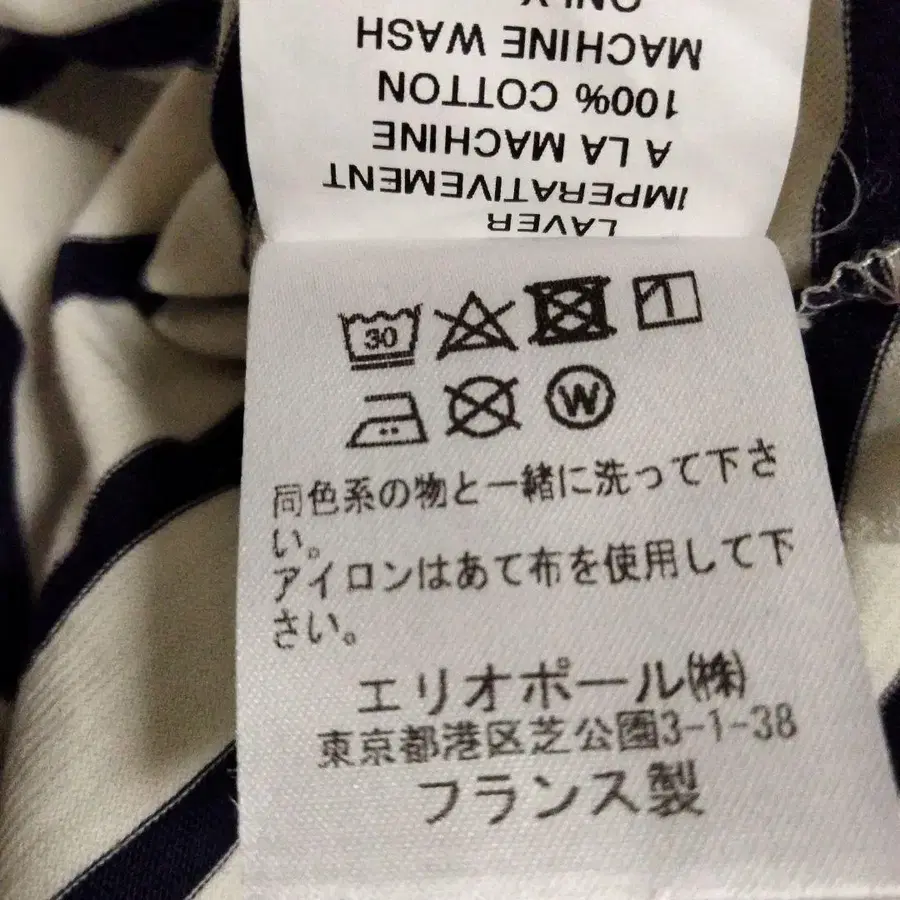 LAVER
IMPERATIVEMENT
A LA MACHINE
100% COTTON
MACHINE WASH
ONLY
30
W
同色系の物と一緒に洗って下さ
い。
アイロンはあて布を使用して下
さい。
エリオポール㈱
東京都港区芝公園3-1-38
フランス製